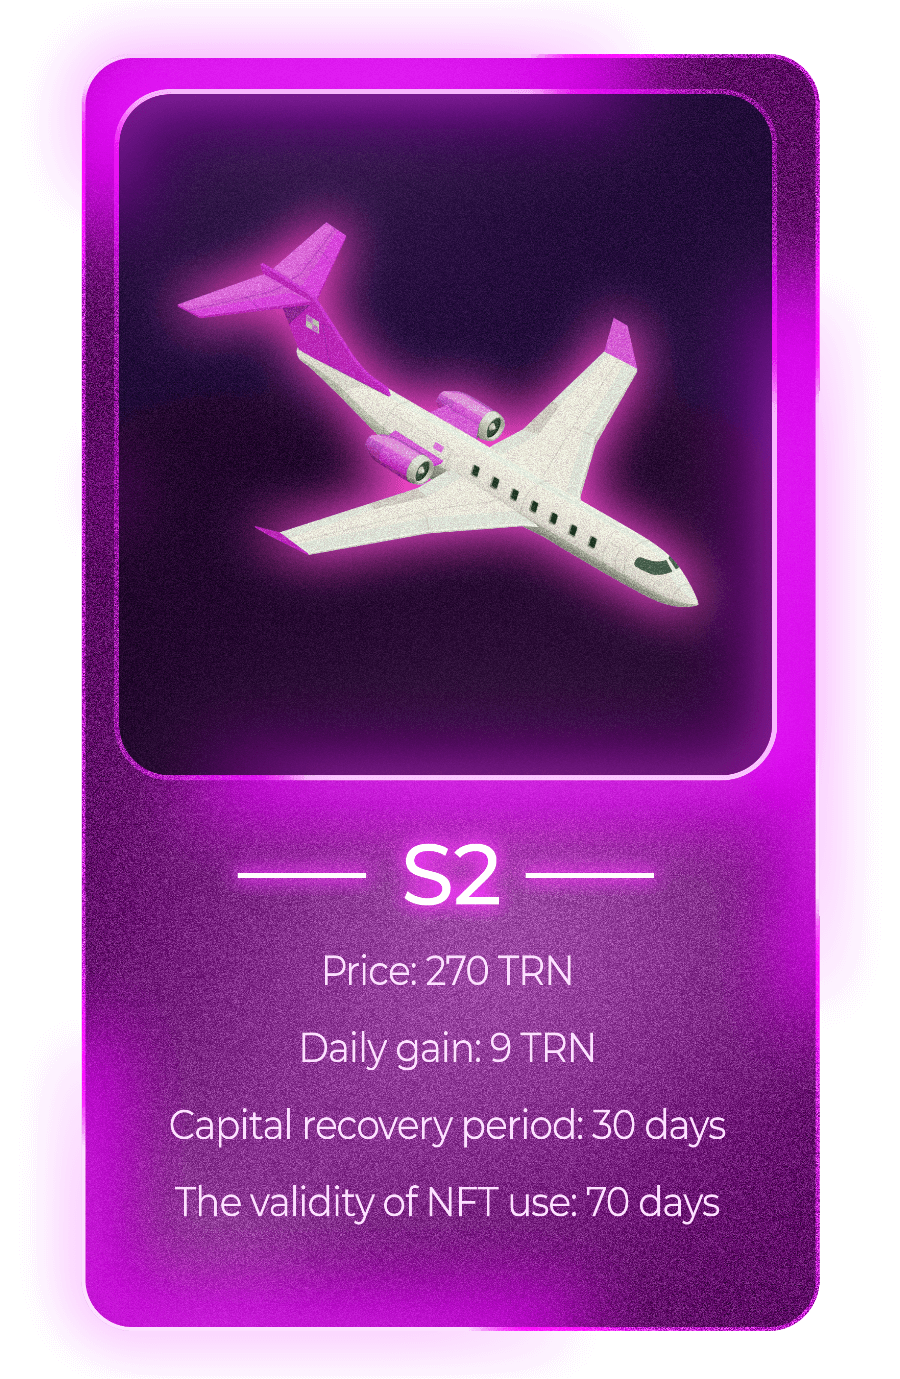 S2
Price: 270 TRN
Daily gain: 9 TRN
Capital recovery period: 30 days
The validity of NFT use: 70 days